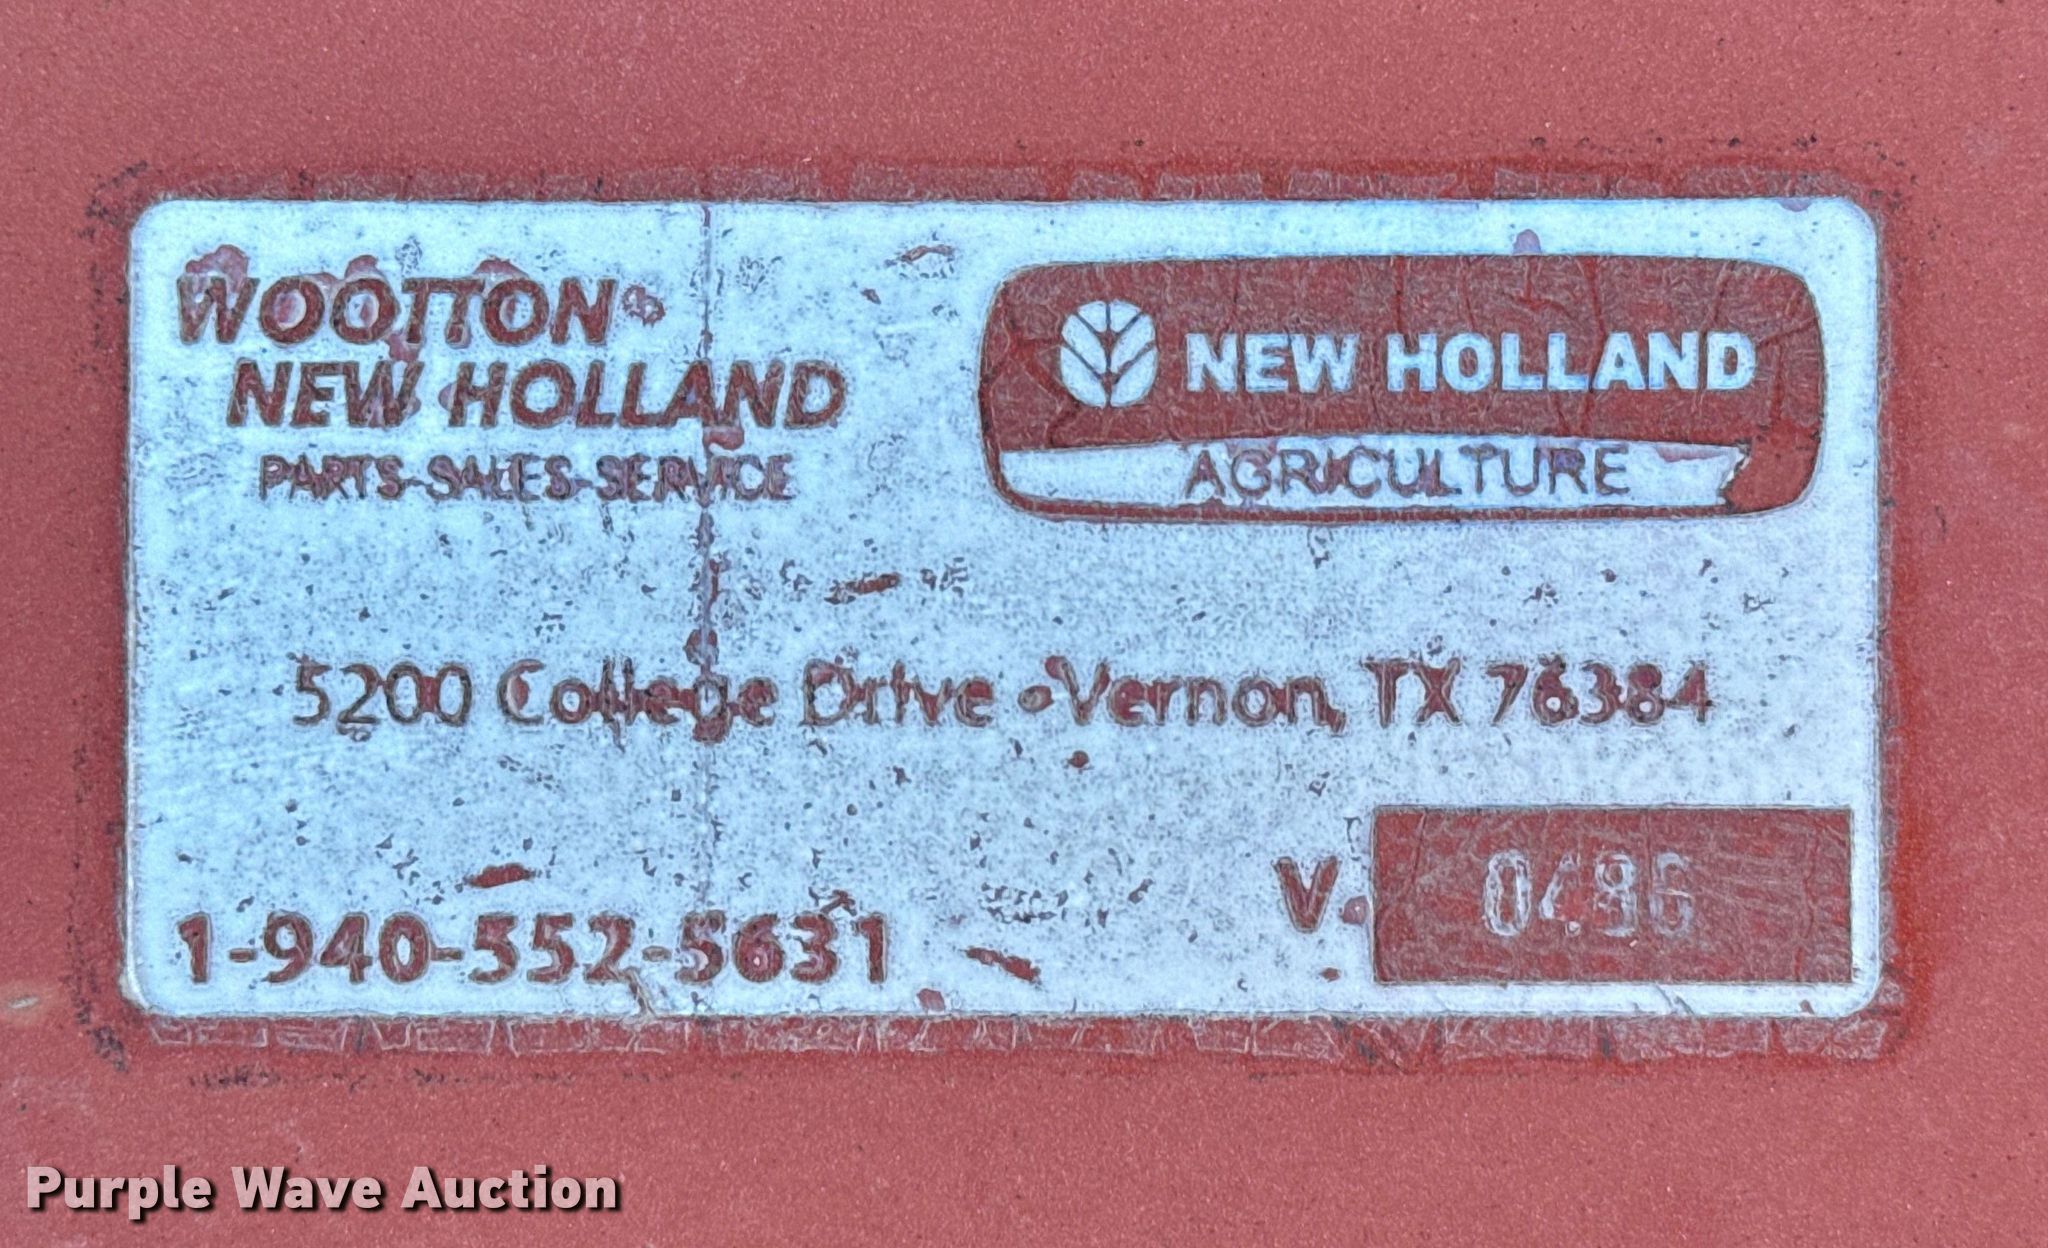 WOOTTON
NEW HOLLAND
PARTS-SALES-SERVICE
NEW HOLLAND
AGRICULTURE
5200 College Drive • Vernon, TX 76384
1-940-552-5631
V. 0486
Purple Wave Auction